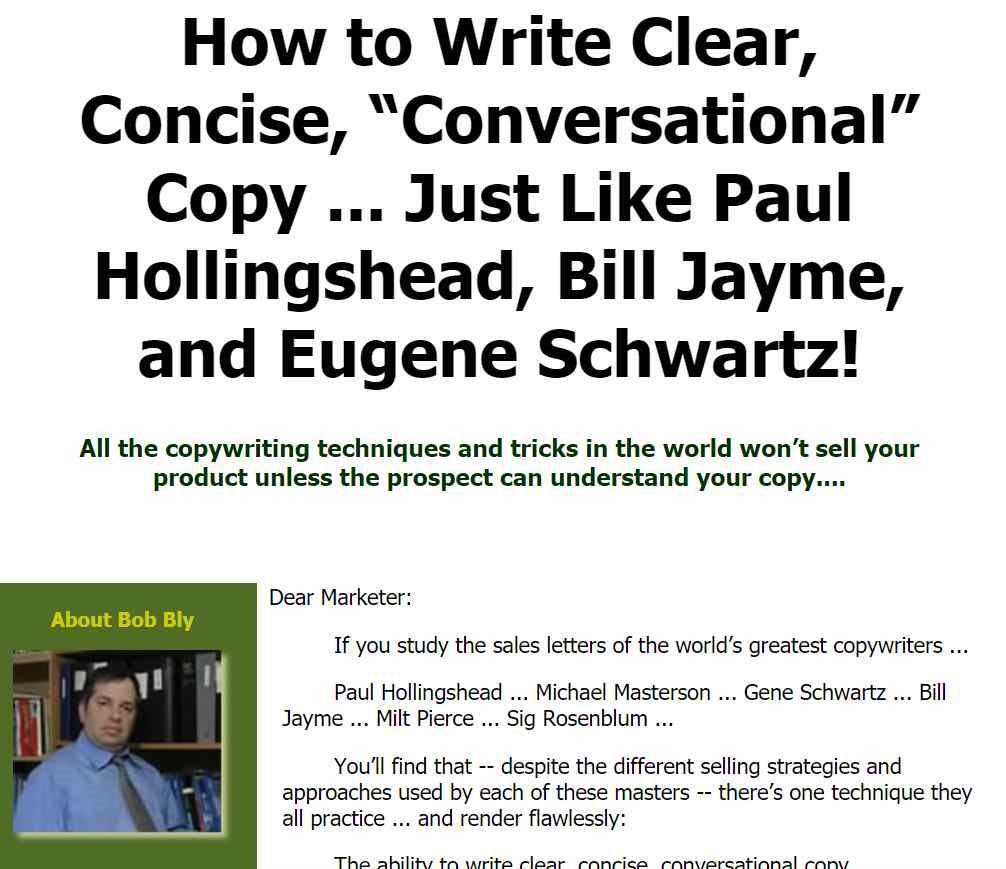 How to Write Clear,
Concise, “Conversational”
Copy ... Just Like Paul
Hollingshead, Bill Jayme,
and Eugene Schwartz!
All the copywriting techniques and tricks in the world won’t sell your
product unless the prospect can understand your copy....
About Bob Bly
Dear Marketer:
If you study the sales letters of the world’s greatest copywriters ...
Paul Hollingshead ... Michael Masterson ... Gene Schwartz ... Bill
Jayme ... Milt Pierce ... Sig Rosenblum ...
You’ll find that -- despite the different selling strategies and
approaches used by each of these masters -- there’s one technique they
all practice ... and render flawlessly:
The ability to write clear, concise, conversational copy